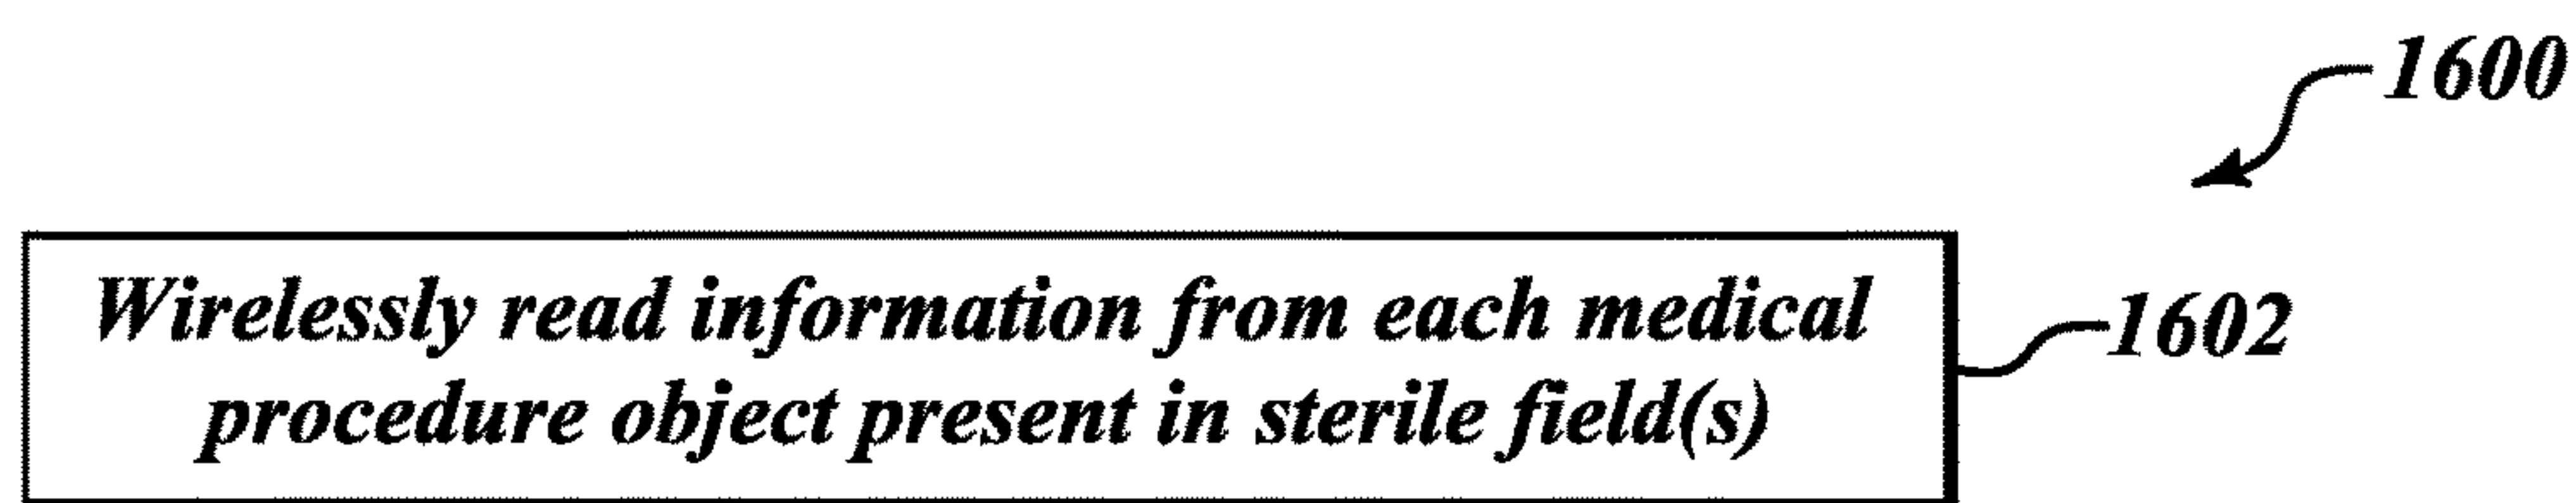 1600
Wirelessly read information from each medical
procedure object present in sterile field(s)
1602